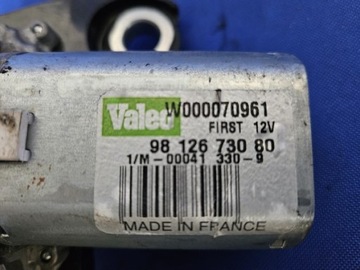 Valeo W000070961
FIRST 12V
98 126 730 80
1/M-00041 330-9
MADE IN FRANCE